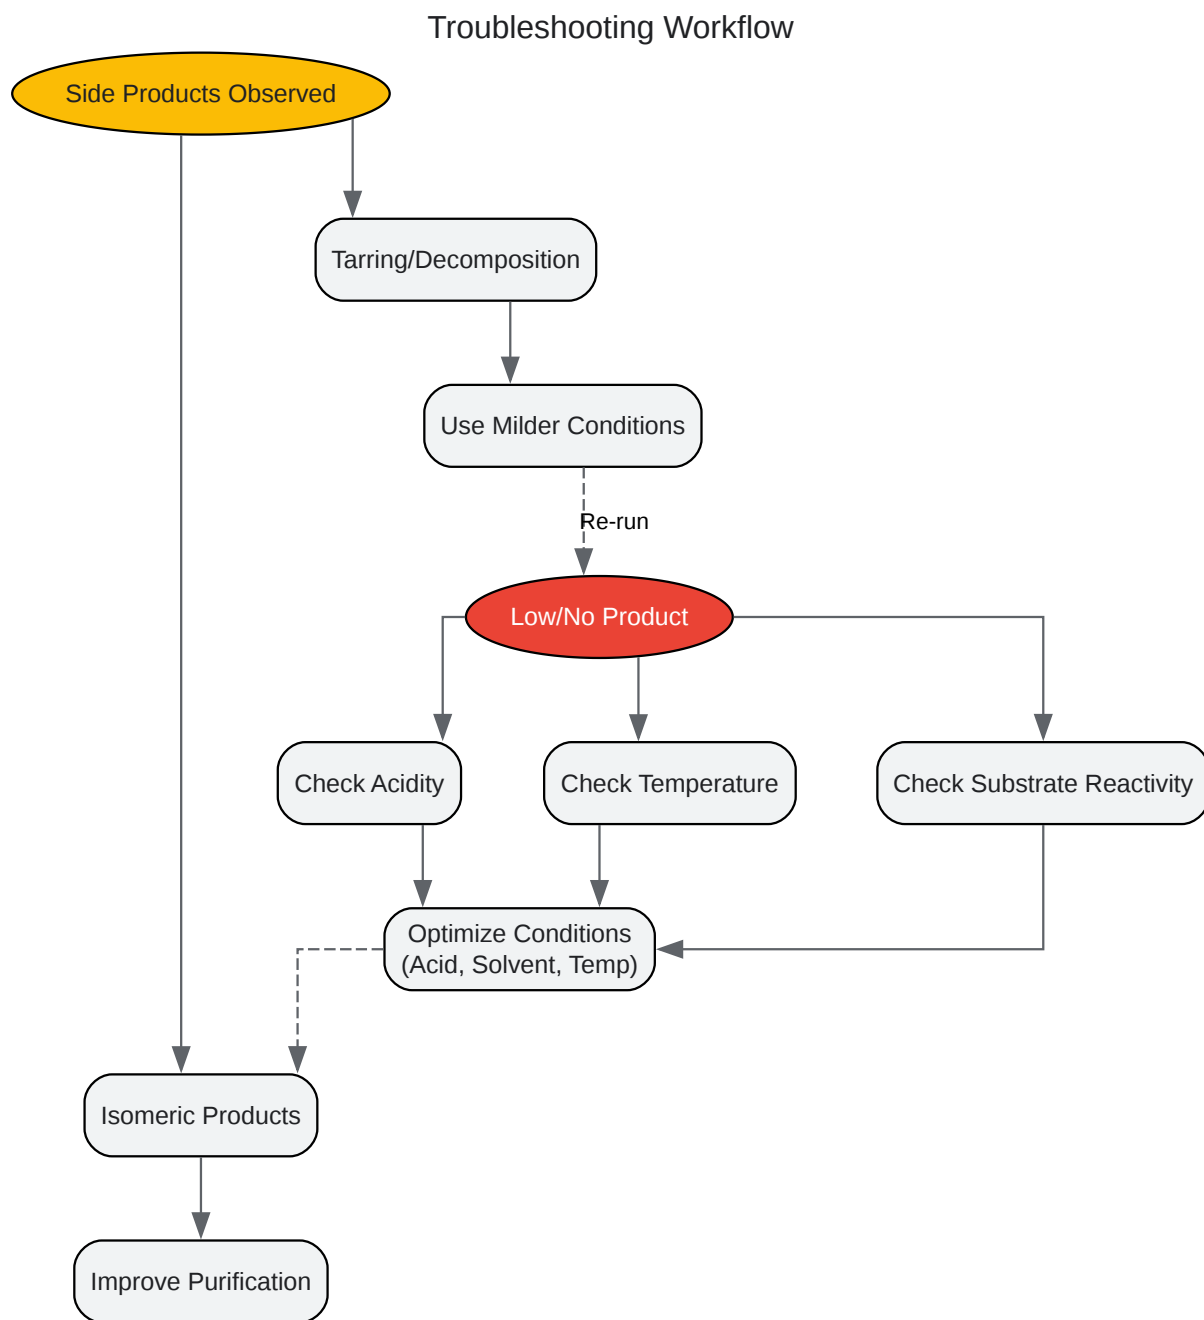 Troubleshooting Workflow
Side Products Observed
Tarring/Decomposition
Use Milder Conditions
Re-run
Low/No Product
Check Acidity
Check Temperature
Check Substrate Reactivity
Optimize Conditions
(Acid, Solvent, Temp)
Isomeric Products
Improve Purification